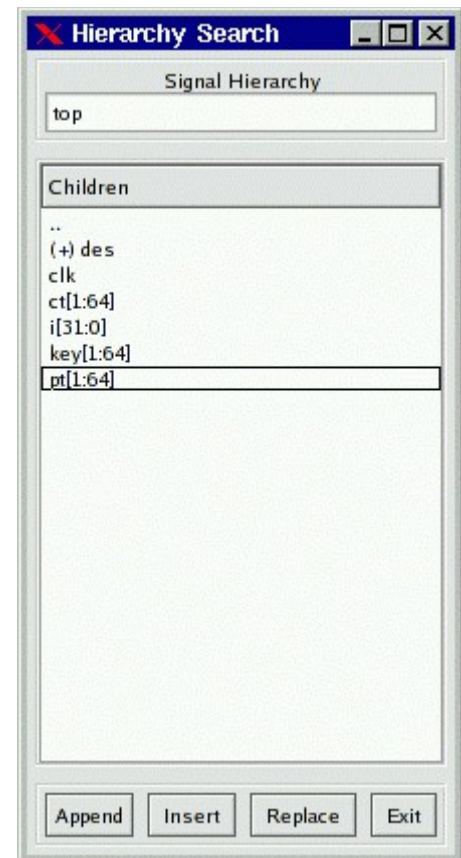 Hierarchy Search
Signal Hierarchy
top
Children
..
(+) des
clk
ct[1:64]
i[31:0]
key[1:64]
pt[1:64]
Append Insert Replace Exit